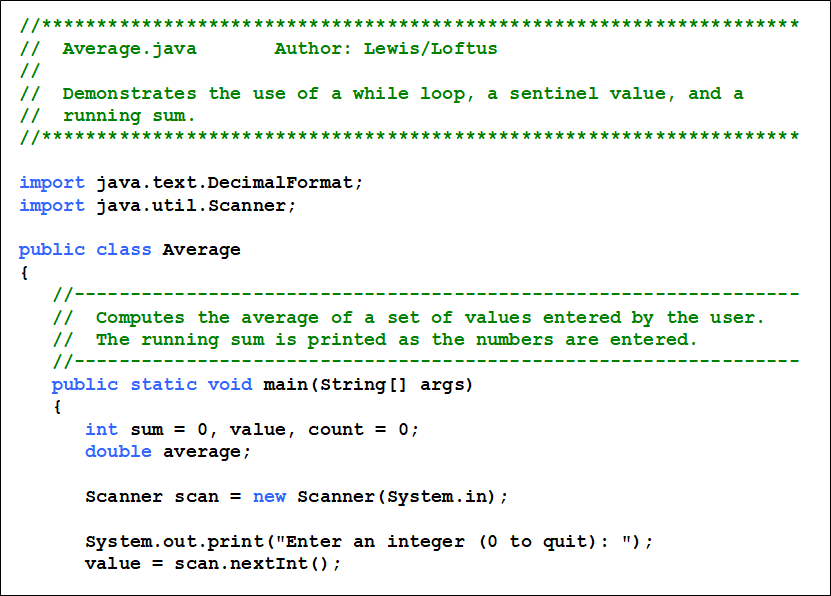 //********************************************************************
//  Average.java       Author: Lewis/Loftus
//
//  Demonstrates the use of a while loop, a sentinel value, and a
//  running sum.
//********************************************************************
import java.text.DecimalFormat;
import java.util.Scanner;
public class Average
{
   //-----------------------------------------------------------------
   //  Computes the average of a set of values entered by the user.
   //  The running sum is printed as the numbers are entered.
   //-----------------------------------------------------------------
   public static void main(String[] args)
   {
      int sum = 0, value, count = 0;
      double average;
      Scanner scan = new Scanner(System.in);
      System.out.print("Enter an integer (0 to quit): ");
      value = scan.nextInt();